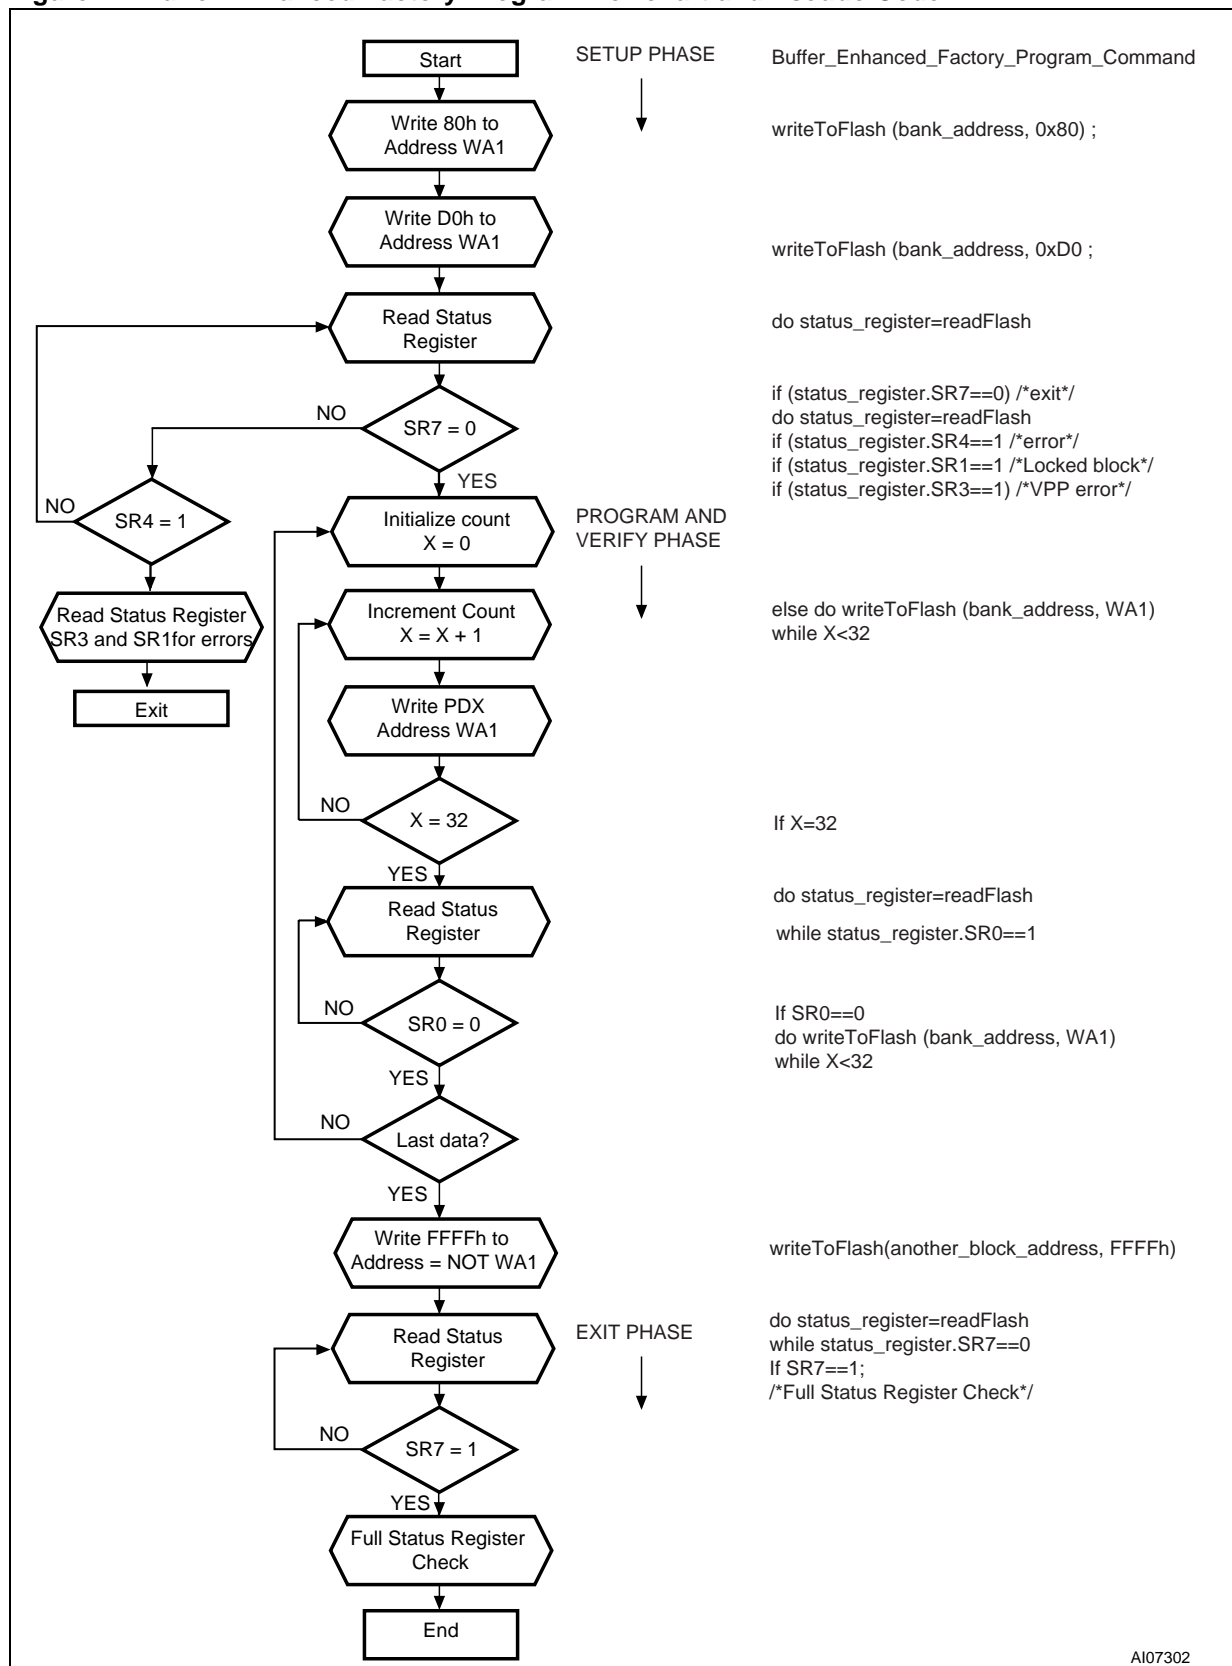 Start
SETUP PHASE
Buffer_Enhanced_Factory_Program_Command
Write 80h to
Address WA1
writeToFlash (bank_address, 0x80) ;
Write D0h to
Address WA1
writeToFlash (bank_address, 0xD0 ;
Read Status
Register
do status_register=readFlash
NO
SR7 = 0
YES
if (status_register.SR7==0) /*exit*/
do status_register=readFlash
if (status_register.SR4==1 /*error*/
if (status_register.SR1==1 /*Locked block*/
if (status_register.SR3==1) /*VPP error*/
NO
SR4 = 1
Initialize count
X = 0
PROGRAM AND
VERIFY PHASE
Read Status Register
SR3 and SR1for errors
Exit
Increment Count
X = X + 1
else do writeToFlash (bank_address, WA1)
while X<32
Write PDX
Address WA1
NO
X = 32
YES
If X=32
Read Status
Register
do status_register=readFlash
while status_register.SR0==1
NO
SR0 = 0
YES
If SR0==0
do writeToFlash (bank_address, WA1)
while X<32
NO
Last data?
YES
Write FFFFh to
Address = NOT WA1
writeToFlash(another_block_address, FFFFh)
Read Status
Register
EXIT PHASE
do status_register=readFlash
while status_register.SR7==0
If SR7==1;
/*Full Status Register Check*/
NO
SR7 = 1
YES
Full Status Register
Check
End
AI07302